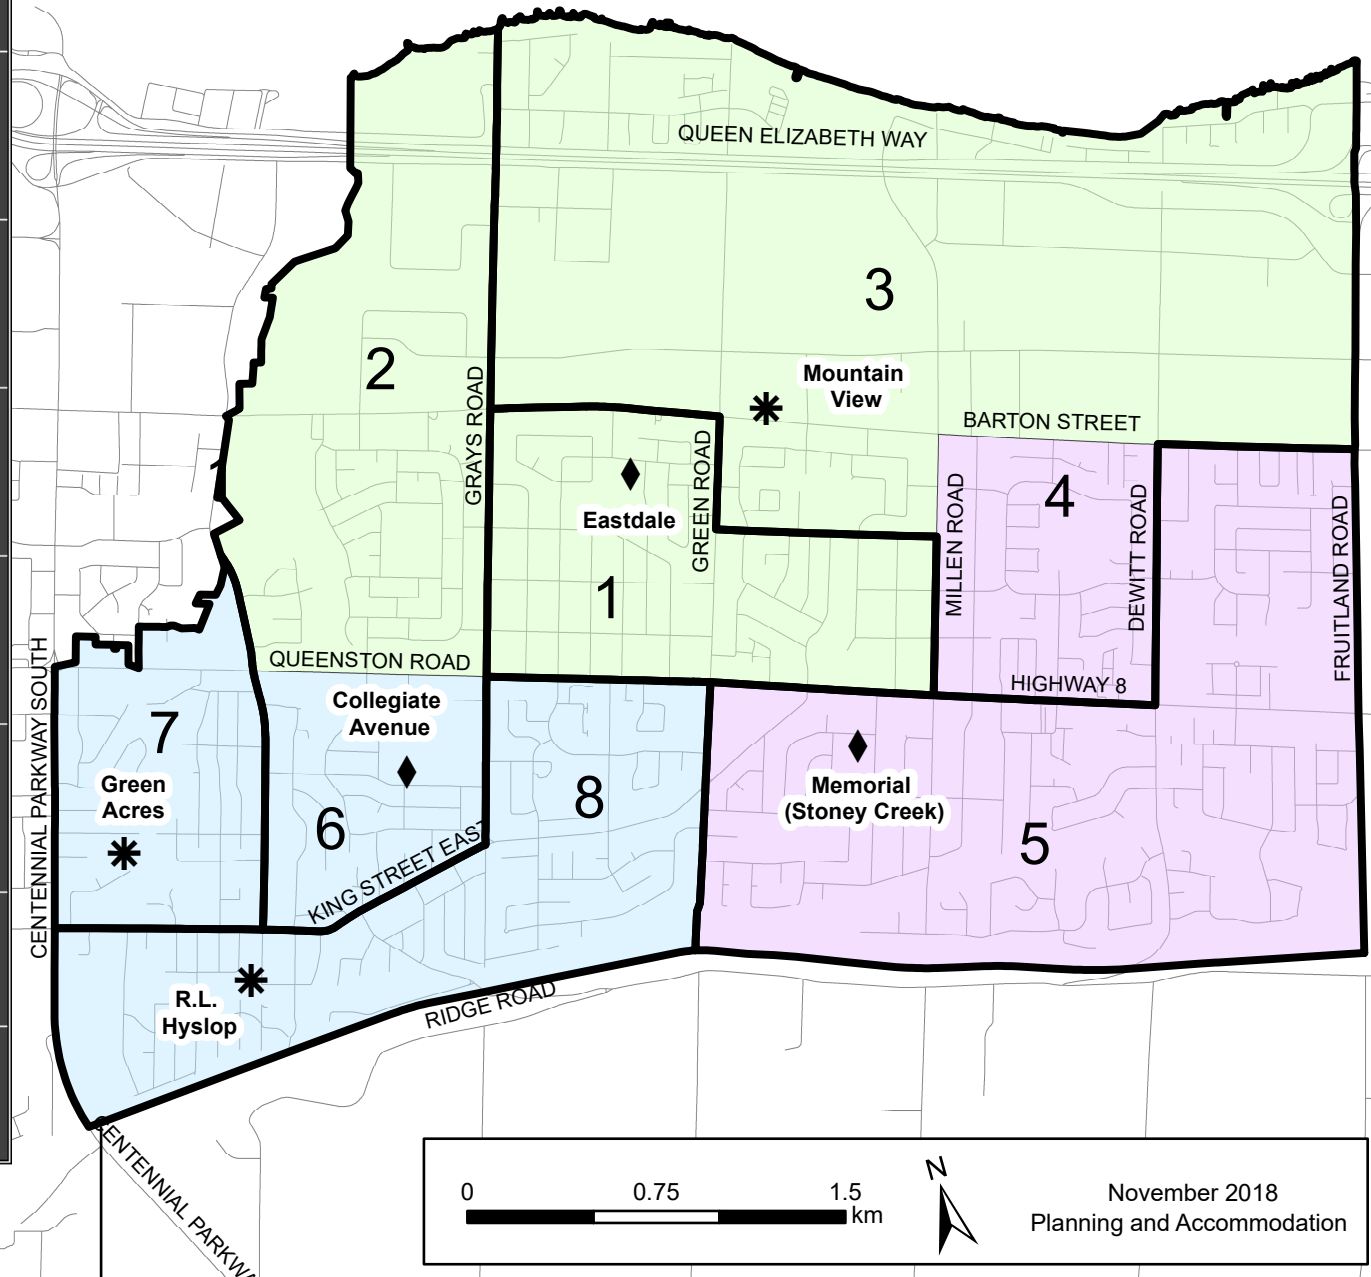 QUEEN ELIZABETH WAY
3
2
Mountain
View
GRAYS ROAD
BARTON STREET
GREEN ROAD
Eastdale
MILLEN ROAD
4
DEWITT ROAD
FRUITLAND ROAD
1
QUEENSTON ROAD
HIGHWAY 8
CENTENNIAL PARKWAY SOUTH
7
Collegiate
Avenue
Green
Acres
6
8
Memorial
(Stoney Creek)
5
KING STREET EAST
R.L.
Hyslop
RIDGE ROAD
CENTENNIAL PARKWA
0 0.75 1.5
km
N
November 2018
Planning and Accommodation